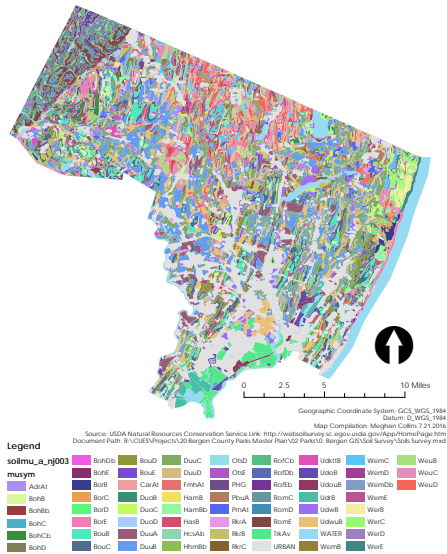 0 2.5 5 10 Miles
Geographic Coordinate System: GCS_WGS_1984
Datum: D_WGS_1984
Map Compilation: Meghan Collins 7.21.2016
Source: USDA Natural Resources Conservation Service Link: http://websoilsurvey.sc.egov.usda.gov/App/HomePage.htm
Document Path: R:\CUES\Projects\20 Bergen County Parks Master Plan\02 Parks\0. Bergen GIS\Soil Survey\Soils Survey.mxd
Legend
soilmu_a_nj003
musym
AdrAt
BohB
BohBb
BohC
BohCb
BohD
BohDb
BohE
BorB
BorC
BorD
BorE
BouB
BouC
BouD
BouE
CarAt
DuoB
DuoC
DuoD
DuuA
DuuB
DuuC
DuuD
FmhAt
HamB
HamBb
HasB
HcsAb
HhmBb
OtsD
OtsE
PHG
PbuA
PmAt
RkrA
RkrB
RkrC
RofCb
RofDb
RofEb
RomC
RomD
RomE
TrkAv
URBAN
UdkttB
UdoB
UdouB
UdrB
UdwB
UdwuB
WATER
WemB
WemC
WemD
WemDb
WemE
WerB
WerC
WerD
WerE
WeuB
WeuC
WeuD